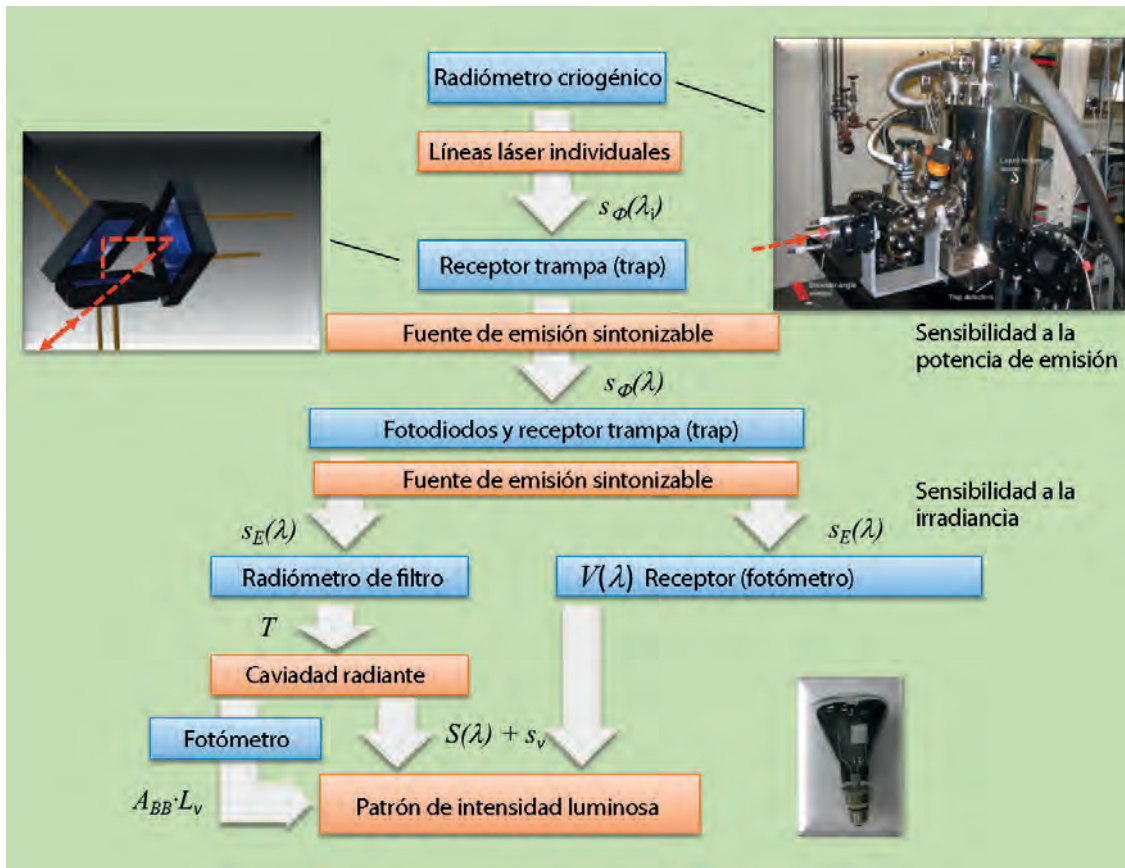 Radiómetro criogénico
Líneas láser individuales
s_Φ(λ_i)
Receptor trampa (trap)
Fuente de emisión sintonizable
Sensibilidad a la
potencia de emisión
s_Φ(λ)
Fotodiodos y receptor trampa (trap)
Fuente de emisión sintonizable
Sensibilidad a la
irradiancia
s_E(λ)
s_E(λ)
Radiómetro de filtro
V(λ) Receptor (fotómetro)
T
Caviadad radiante
Fotómetro
S(λ) + s_v
A_BB·L_v
Patrón de intensidad luminosa